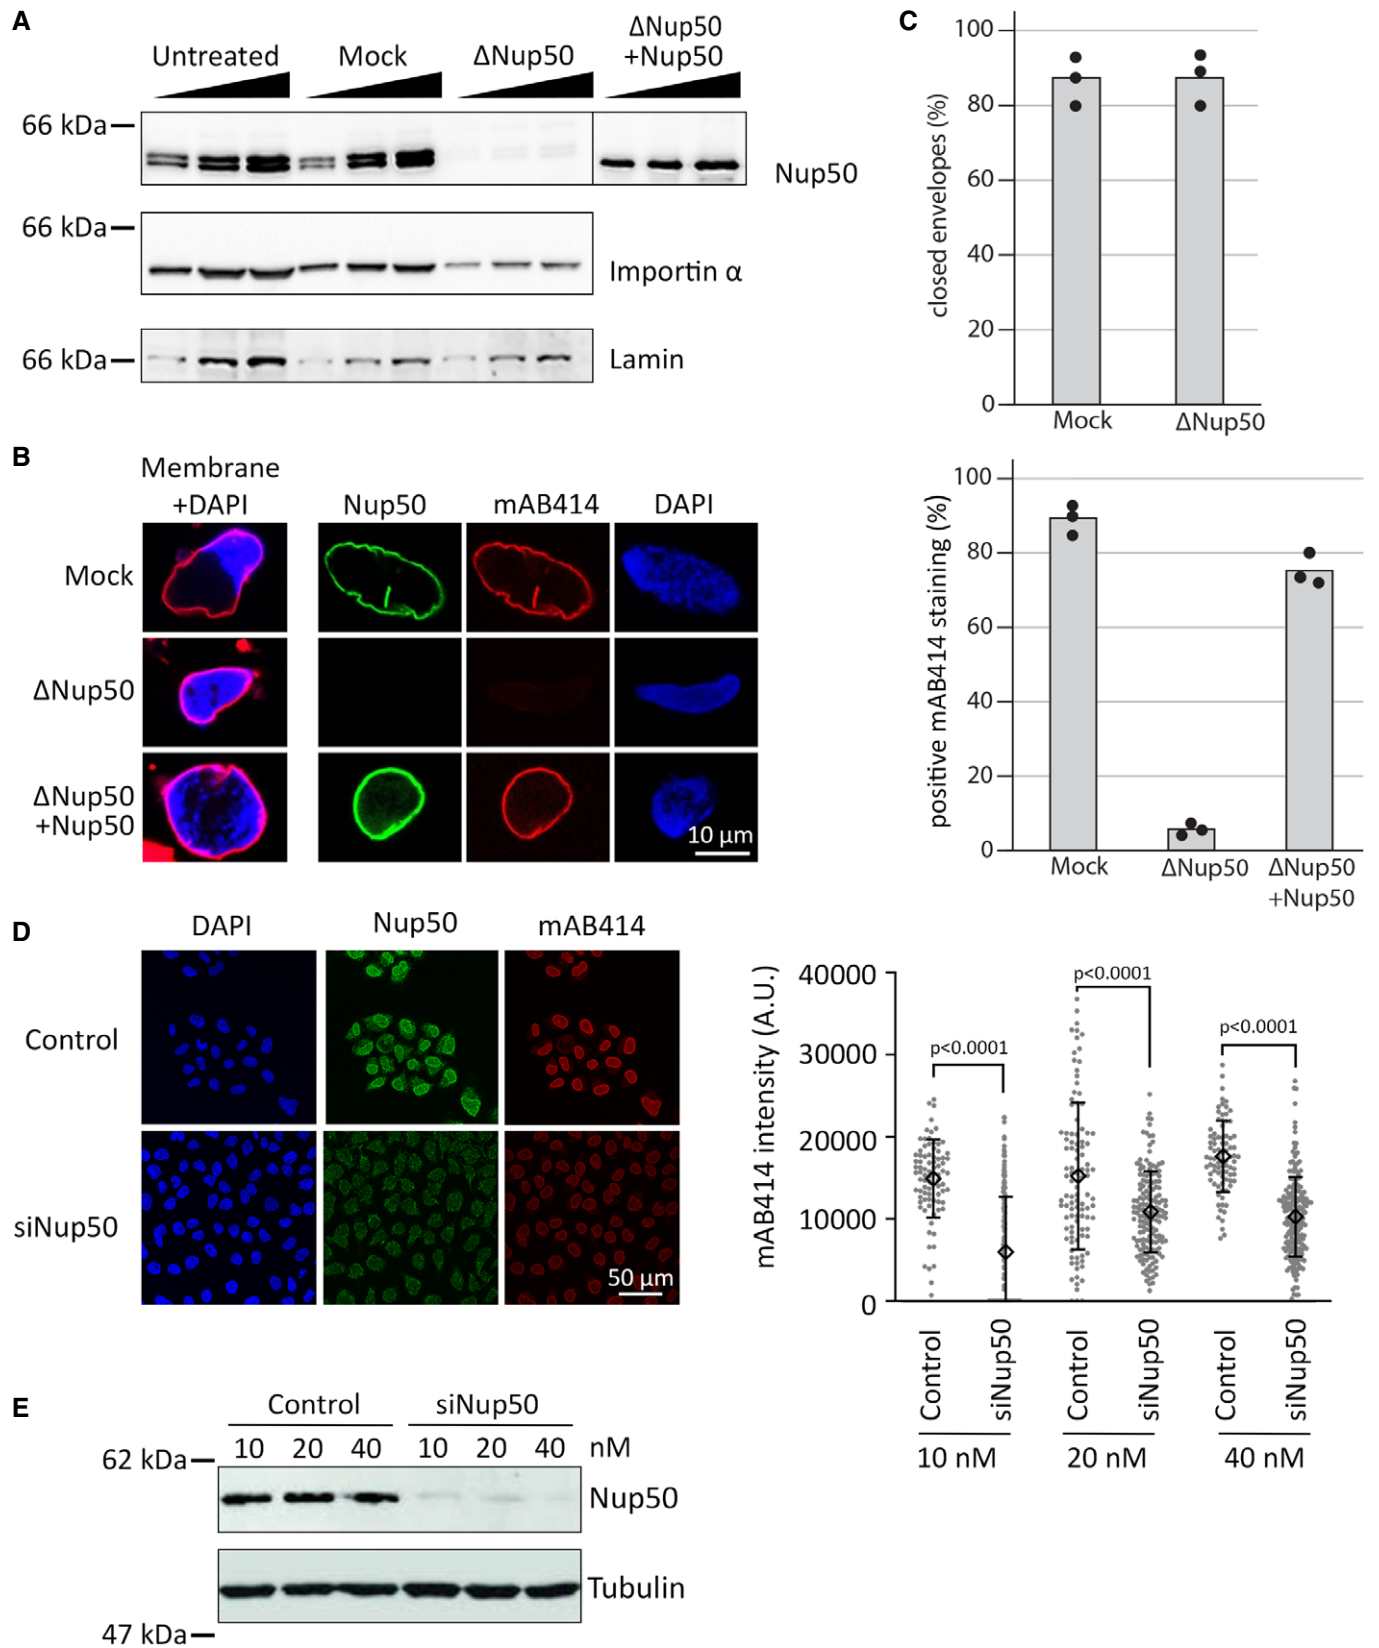 A
Untreated
Mock
ΔNup50
ΔNup50
+Nup50
66 kDa
Nup50
66 kDa
Importin α
66 kDa
Lamin
B
Membrane
+DAPI
Nup50
mAB414
DAPI
Mock
ΔNup50
ΔNup50
+Nup50
10 µm
C
closed envelopes (%)
100
80
60
40
20
0
Mock
ΔNup50
positive mAB414 staining (%)
100
80
60
40
20
0
Mock
ΔNup50
ΔNup50
+Nup50
D
DAPI
Nup50
mAB414
Control
siNup50
50 µm
mAB414 intensity (A.U.)
40000
30000
20000
10000
0
p<0.0001
p<0.0001
p<0.0001
Control
siNup50
Control
siNup50
Control
siNup50
10 nM
20 nM
40 nM
E
Control
siNup50
10 20 40 10 20 40 nM
62 kDa
Nup50
Tubulin
47 kDa